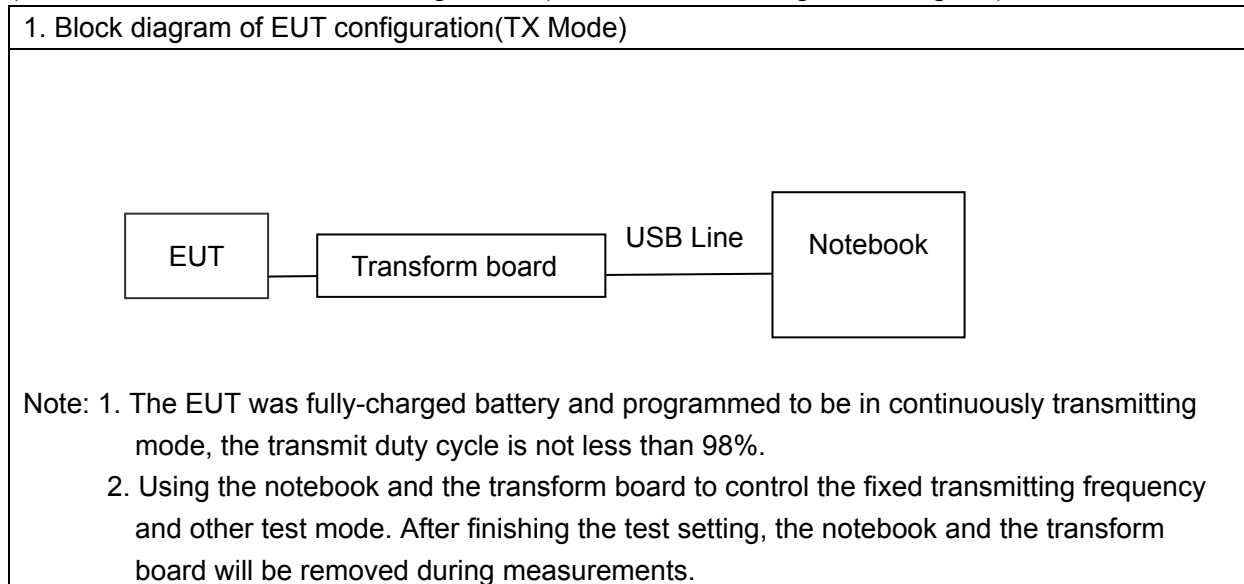 1. Block diagram of EUT configuration(TX Mode)
EUT
Transform board
USB Line
Notebook
Note: 1. The EUT was fully-charged battery and programmed to be in continuously transmitting
mode, the transmit duty cycle is not less than 98%.
2. Using the notebook and the transform board to control the fixed transmitting frequency
and other test mode. After finishing the test setting, the notebook and the transform
board will be removed during measurements.